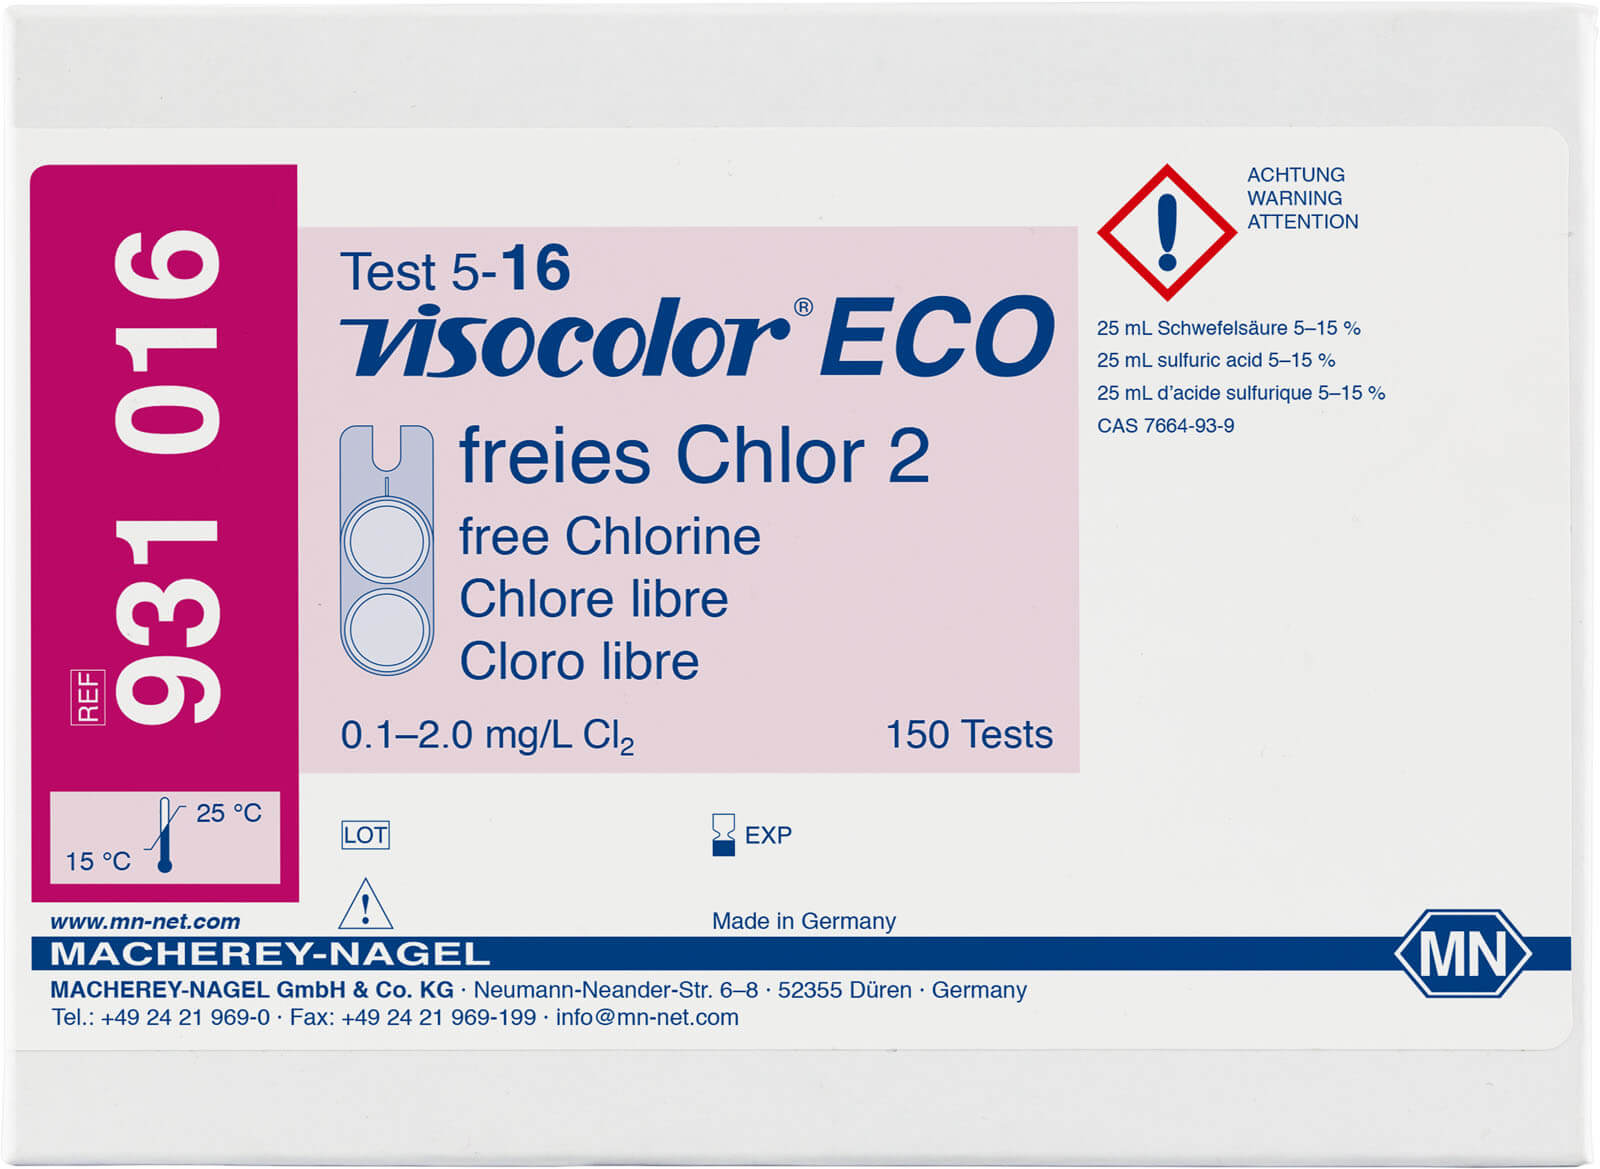 REF 931 016
15 °C 25 °C
Test 5-16
visocolor® ECO
freies Chlor 2
free Chlorine
Chlore libre
Cloro libre
0.1–2.0 mg/L Cl₂ 150 Tests
ACHTUNG
WARNING
ATTENTION
25 mL Schwefelsäure 5–15 %
25 mL sulfuric acid 5–15 %
25 mL d’acide sulfurique 5–15 %
CAS 7664-93-9
LOT
EXP
www.mn-net.com
Made in Germany
MACHEREY-NAGEL
MN
MACHEREY-NAGEL GmbH & Co. KG · Neumann-Neander-Str. 6–8 · 52355 Düren · Germany
Tel.: +49 24 21 969-0 · Fax: +49 24 21 969-199 · info@mn-net.com